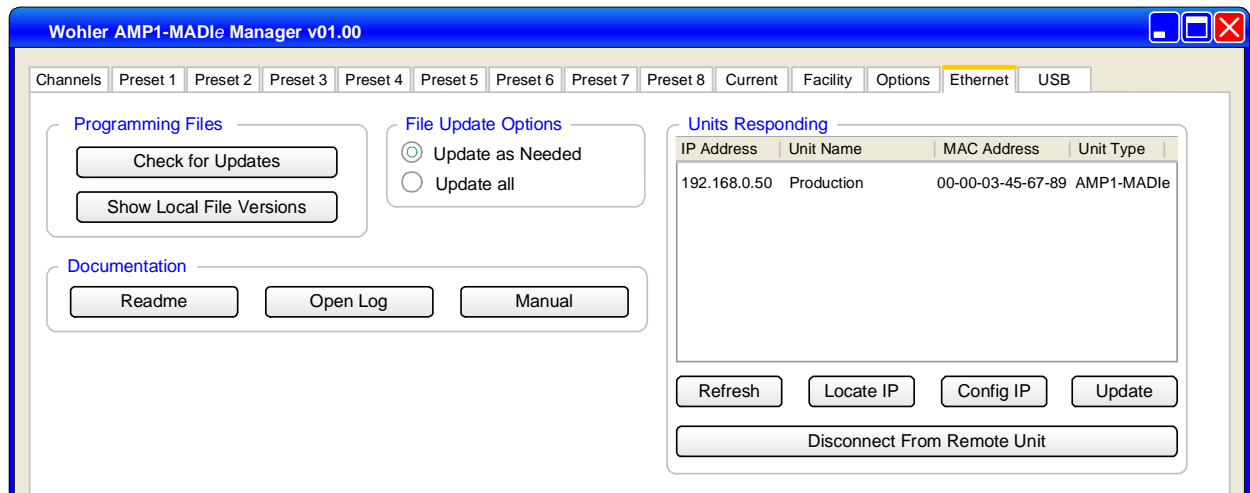 Wohler AMP1-MADIe Manager v01.00
Channels Preset 1 Preset 2 Preset 3 Preset 4 Preset 5 Preset 6 Preset 7 Preset 8 Current Facility Options Ethernet USB
Programming Files
Check for Updates
Show Local File Versions
File Update Options
Update as Needed
Update all
Documentation
Readme Open Log Manual
Units Responding
IP Address Unit Name MAC Address Unit Type
192.168.0.50 Production 00-00-03-45-67-89 AMP1-MADIe
Refresh Locate IP Config IP Update
Disconnect From Remote Unit